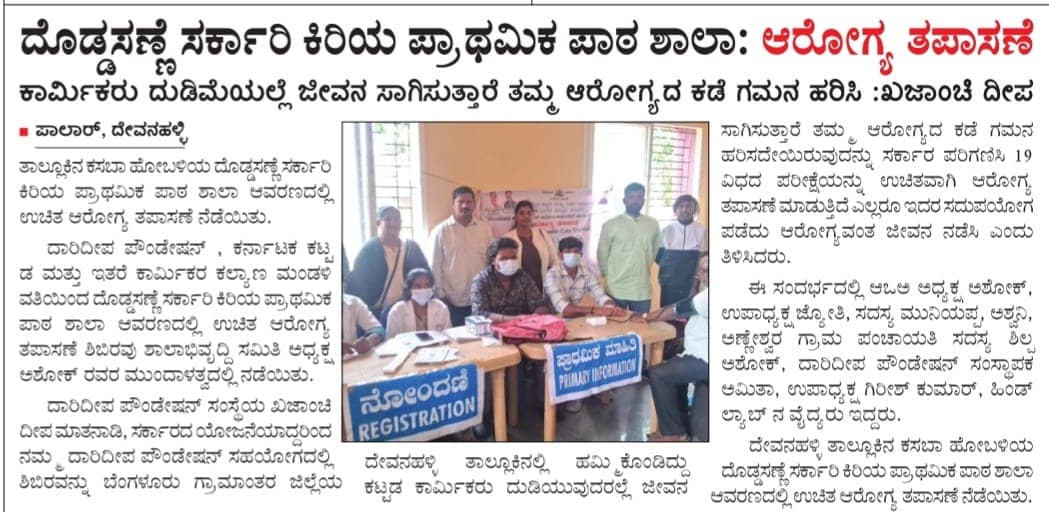 ದೊಡ್ಡಸಣ್ಣೆ ಸರ್ಕಾರಿ ಕಿರಿಯ ಪ್ರಾಥಮಿಕ ಪಾಠ ಶಾಲಾ: ಆರೋಗ್ಯ ತಪಾಸಣೆ
ಕಾರ್ಮಿಕರು ದುಡಿಮೆಯಲ್ಲೆ ಜೀವನ ಸಾಗಿಸುತ್ತಾರೆ ತಮ್ಮ ಆರೋಗ್ಯದ ಕಡೆ ಗಮನ ಹರಿಸಿ :ಖಜಾಂಚಿ ದೀಪ
ಪಾಲಾರ್, ದೇವನಹಳ್ಳಿ
ತಾಲ್ಲೂಕಿನ ಕಸಬಾ ಹೋಬಳಿಯ ದೊಡ್ಡಸಣ್ಣೆ ಸರ್ಕಾರಿ
ಕಿರಿಯ ಪ್ರಾಥಮಿಕ ಪಾಠ ಶಾಲಾ ಆವರಣದಲ್ಲಿ
ಉಚಿತ ಆರೋಗ್ಯ ತಪಾಸಣೆ ನೆಡೆಯಿತು.
ದಾರಿದೀಪ ಪೌಂಡೇಷನ್ , ಕರ್ನಾಟಕ ಕಟ್ಟ
ಡ ಮತ್ತು ಇತರೆ ಕಾರ್ಮಿಕರ ಕಲ್ಯಾಣ ಮಂಡಳಿ
ವತಿಯಿಂದ ದೊಡ್ಡಸಣ್ಣೆ ಸರ್ಕಾರಿ ಕಿರಿಯ ಪ್ರಾಥಮಿಕ
ಪಾಠ ಶಾಲಾ ಆವರಣದಲ್ಲಿ ಉಚಿತ ಆರೋಗ್ಯ
ತಪಾಸಣೆ ಶಿಬಿರವು ಶಾಲಾಭಿವೃದ್ಧಿ ಸಮಿತಿ ಅಧ್ಯಕ್ಷ
ಅಶೋಕ್ ರವರ ಮುಂದಾಳತ್ವದಲ್ಲಿ ನಡೆಯಿತು.
ದಾರಿದೀಪ ಪೌಂಡೇಷನ್ ಸಂಸ್ಥೆಯ ಖಜಾಂಚಿ
ದೀಪ ಮಾತನಾಡಿ, ಸರ್ಕಾರದ ಯೋಜನೆಯಾದ್ದರಿಂದ
ನಮ್ಮ ದಾರಿದೀಪ ಪೌಂಡೇಷನ್ ಸಹಯೋಗದಲ್ಲಿ
ಶಿಬಿರವನ್ನು ಬೆಂಗಳೂರು ಗ್ರಾಮಾಂತರ ಜಿಲ್ಲೆಯ
ನೋಂದಣಿ
REGISTRATION
ಪ್ರಾಥಮಿಕ ಮಾಹಿತಿ
PRIMARY INFORMATION
ದೇವನಹಳ್ಳಿ ತಾಲ್ಲೂಕಿನಲ್ಲಿ ಹಮ್ಮಿಕೊಂಡಿದ್ದು
ಕಟ್ಟಡ ಕಾರ್ಮಿಕರು ದುಡಿಯುವುದರಲ್ಲೆ ಜೀವನ
ಸಾಗಿಸುತ್ತಾರೆ ತಮ್ಮ ಆರೋಗ್ಯದ ಕಡೆ ಗಮನ
ಹರಿಸದೇಯಿರುವುದನ್ನು ಸರ್ಕಾರ ಪರಿಗಣಿಸಿ 19
ವಿಧದ ಪರೀಕ್ಷೆಯನ್ನು ಉಚಿತವಾಗಿ ಆರೋಗ್ಯ
ತಪಾಸಣೆ ಮಾಡುತ್ತಿದೆ ಎಲ್ಲರೂ ಇದರ ಸದುಪಯೋಗ
ಪಡೆದು ಆರೋಗ್ಯವಂತ ಜೀವನ ನಡೆಸಿ ಎಂದು
ತಿಳಿಸಿದರು.
ಈ ಸಂದರ್ಭದಲ್ಲಿ ಆಒಅ ಅಧ್ಯಕ್ಷ ಅಶೋಕ್,
ಉಪಾಧ್ಯಕ್ಷ ಜ್ಯೋತಿ, ಸದಸ್ಯ ಮುನಿಯಪ್ಪ, ಆಶ್ವನಿ,
ಅಣ್ಣೇಶ್ವರ ಗ್ರಾಮ ಪಂಚಾಯತಿ ಸದಸ್ಯ ಶಿಲ್ಪ
ಅಶೋಕ್, ದಾರಿದೀಪ ಪೌಂಡೇಷನ್ ಸಂಸ್ಥಾಪಕ
ಅಮಿತಾ, ಉಪಾಧ್ಯಕ್ಷ ಗಿರೀಶ್ ಕುಮಾರ್, ಹಿಂಡ್
ಲ್ಯಾಬ್ ನ ವೈದ್ಯರು ಇದ್ದರು.
ದೇವನಹಳ್ಳಿ ತಾಲ್ಲೂಕಿನ ಕಸಬಾ ಹೋಬಳಿಯ
ದೊಡ್ಡಸಣ್ಣೆ ಸರ್ಕಾರಿ ಕಿರಿಯ ಪ್ರಾಥಮಿಕ ಪಾಠ ಶಾಲಾ
ಆವರಣದಲ್ಲಿ ಉಚಿತ ಆರೋಗ್ಯ ತಪಾಸಣೆ ನೆಡೆಯಿತು.